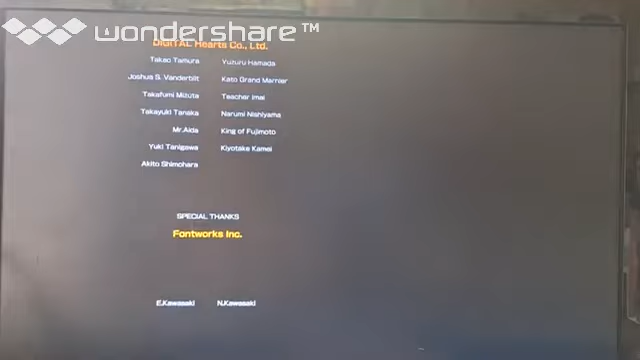 wondershare™
DIGITAL Hearts Co., Ltd.
Takao Tamura Yuzuru Hamada
Joshua S. Vanderbilt Kato Grand Marnier
Takafumi Mizuta Teacher Imai
Takayuki Tanaka Narumi Nishiyama
Mr.Aida King of Fujimoto
Yuki Tanigawa Kiyotake Kamei
Akito Shimohara
SPECIAL THANKS
Fontworks Inc.
E.Kawasaki N.Kawasaki